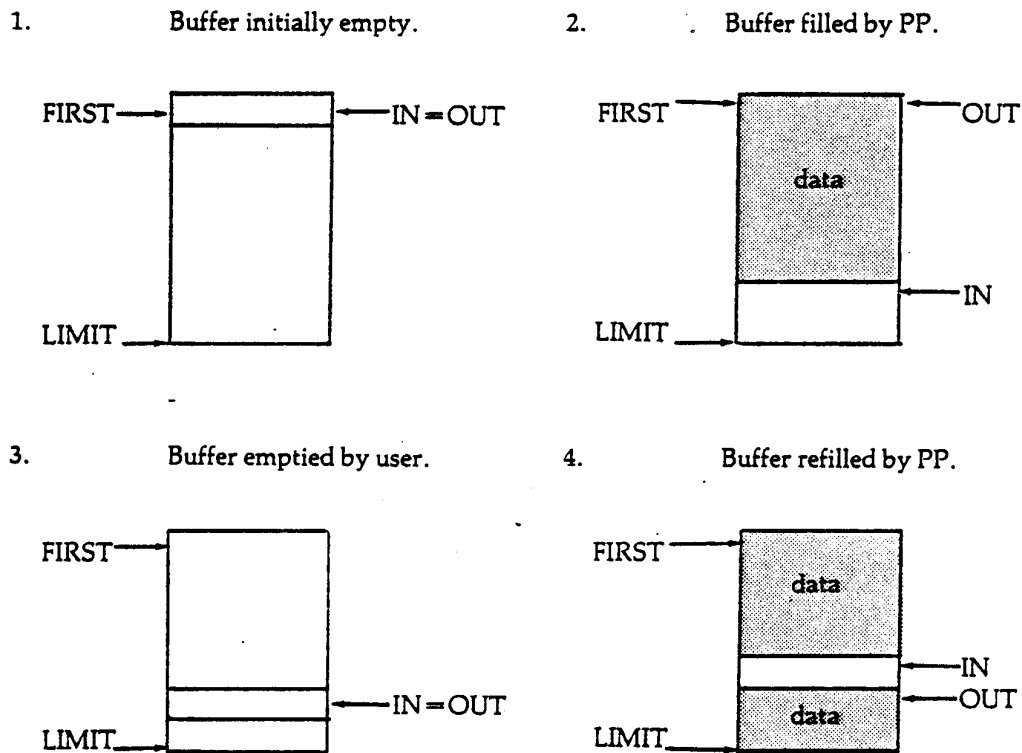 1. Buffer initially empty.
FIRST
IN = OUT
LIMIT
2. Buffer filled by PP.
FIRST
OUT
data
IN
LIMIT
3. Buffer emptied by user.
FIRST
IN = OUT
LIMIT
4. Buffer refilled by PP.
FIRST
data
IN
OUT
data
LIMIT